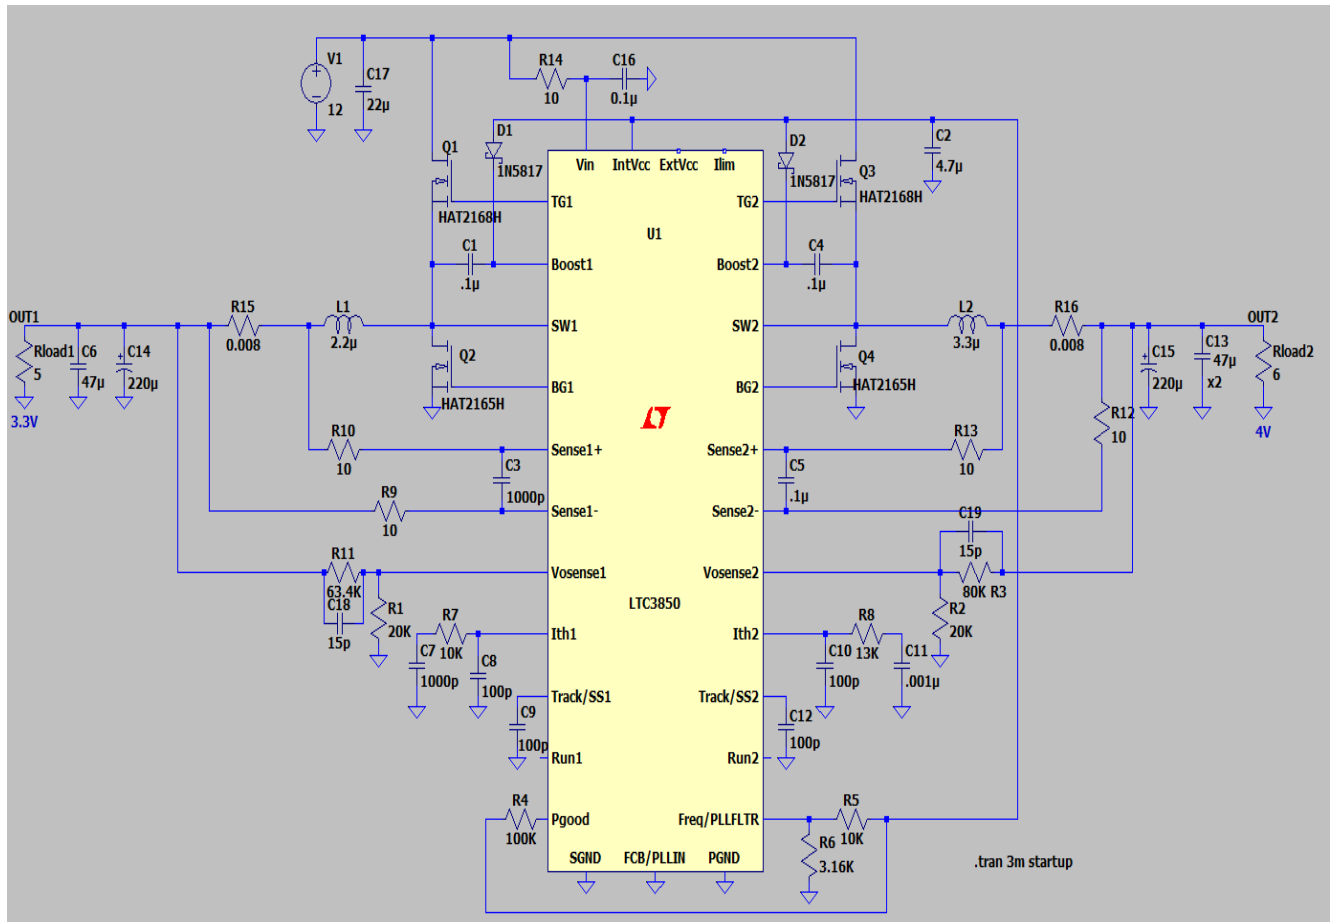 V1
12
C17
22µ
R14
10
C16
0.1µ
D1
1N5817
D2
1N5817
C2
4.7µ
Q1
HAT2168H
Q3
HAT2168H
Vin
IntVcc
ExtVcc
Ilim
TG1
TG2
U1
C1
.1µ
Boost1
Boost2
C4
.1µ
OUT1
R15
0.008
L1
2.2µ
SW1
SW2
L2
3.3µ
R16
0.008
OUT2
Rload1
5
3.3V
C6
47µ
C14
220µ
Q2
HAT2165H
BG1
BG2
Q4
HAT2165H
C15
220µ
C13
47µ
x2
Rload2
6
4V
R10
10
Sense1+
Sense2+
R13
10
R12
10
C3
1000p
C5
.1µ
R9
10
Sense1-
Sense2-
C19
15p
R11
63.4K
C18
15p
Vosense1
Vosense2
80K R3
R1
20K
LTC3850
R2
20K
R7
10K
C7
1000p
C8
100p
Ith1
Ith2
R8
13K
C10
100p
C11
.001µ
Track/SS1
Track/SS2
C9
100p
C12
100p
Run1
Run2
R4
100K
Pgood
Freq/PLLFLTR
R5
10K
R6
3.16K
SGND
FCB/PLLIN
PGND
.tran 3m startup